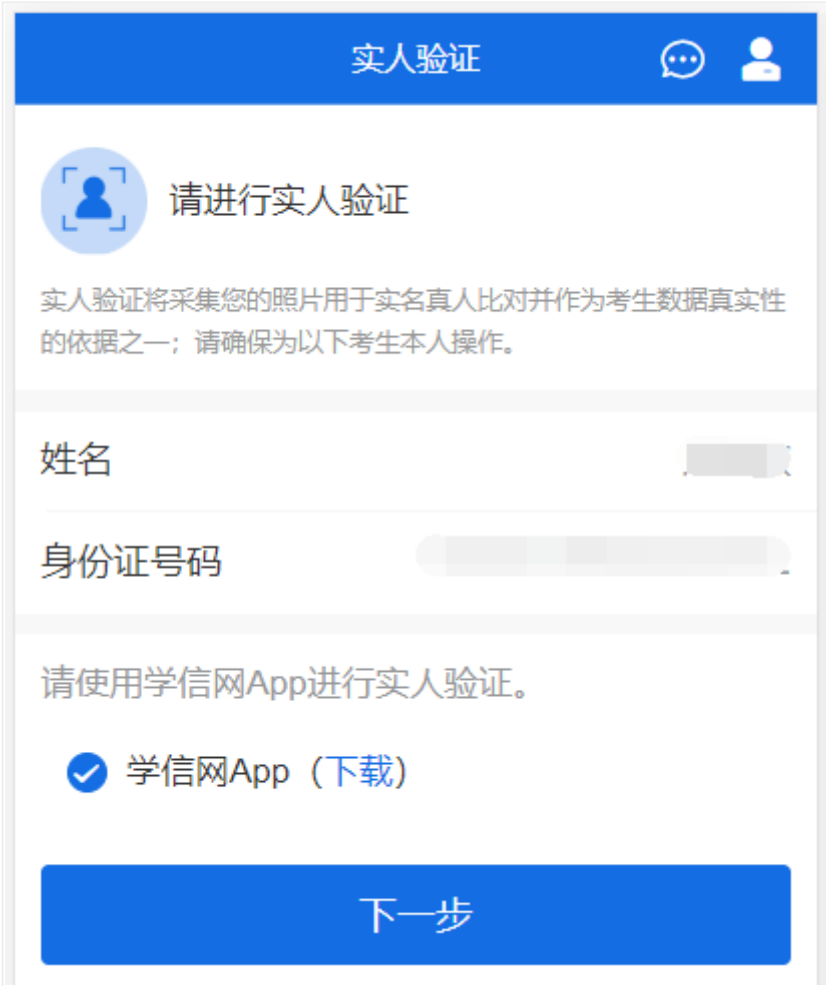 实人验证
请进行实人验证
实人验证将采集您的照片用于实名真人比对并作为考生数据真实性
的依据之一；请确保为以下考生本人操作。
姓名
身份证号码
请使用学信网App进行实人验证。
学信网App（下载）
下一步